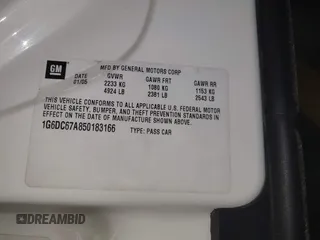 GM
MFD BY GENERAL MOTORS CORP
DATE GVWR GAWR FRT GAWR RR
01/05 2233 KG 1080 KG 1153 KG
4924 LB 2381 LB 2543 LB
THIS VEHICLE CONFORMS TO ALL APPLICABLE U.S. FEDERAL MOTOR
VEHICLE SAFETY, BUMPER, AND THEFT PREVENTION STANDARDS IN
EFFECT ON THE DATE OF MANUFACTURE SHOWN ABOVE.
1G6DC67A850183166 TYPE: PASS CAR
DREAMBID